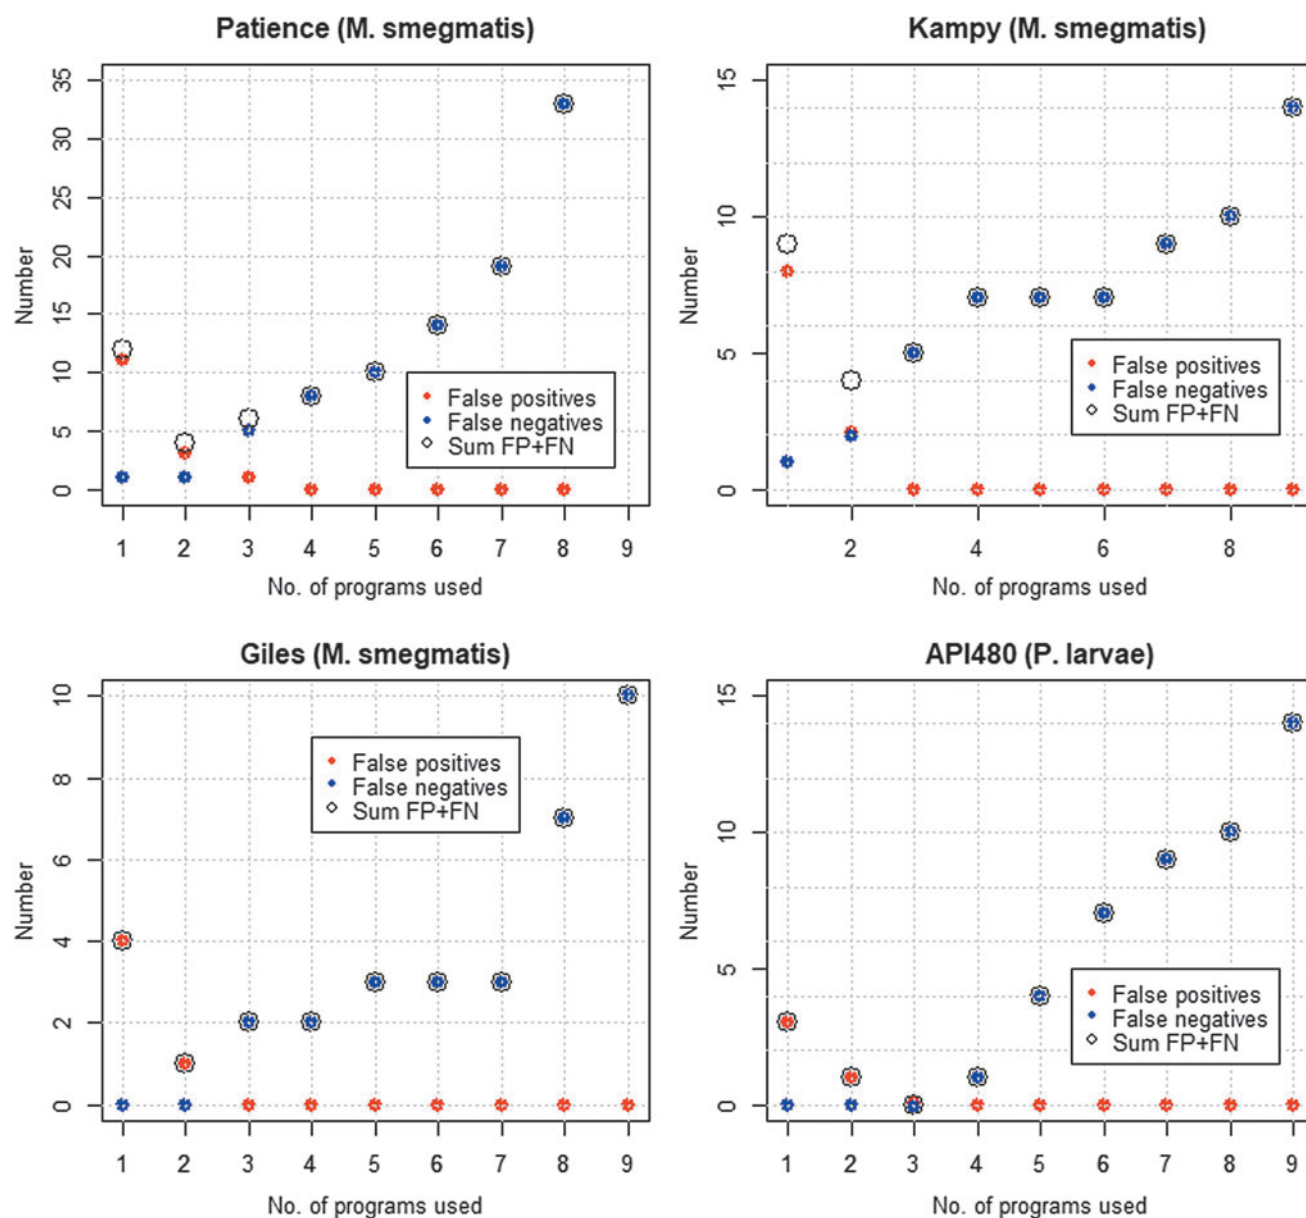 Patience (M. smegmatis)
35
30
25
20
15
10
5
0
Number
False positives
False negatives
Sum FP+FN
1 2 3 4 5 6 7 8 9
No. of programs used
Kampy (M. smegmatis)
15
10
5
0
Number
False positives
False negatives
Sum FP+FN
2 4 6 8
No. of programs used
Giles (M. smegmatis)
10
8
6
4
2
0
Number
False positives
False negatives
Sum FP+FN
1 2 3 4 5 6 7 8 9
No. of programs used
API480 (P. larvae)
15
10
5
0
Number
False positives
False negatives
Sum FP+FN
1 2 3 4 5 6 7 8 9
No. of programs used